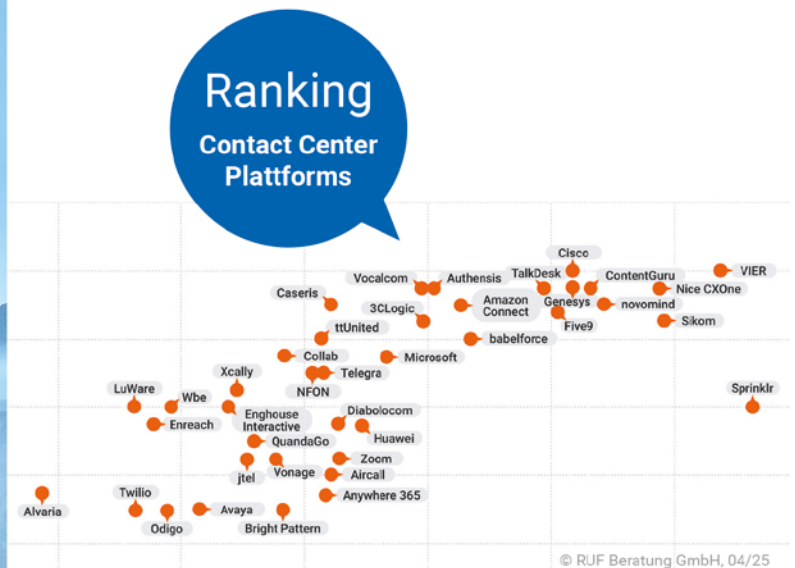 Ranking
Contact Center
Plattforms
Cisco
Vocalcom
Authensis
TalkDesk
ContentGuru
VIER
Caseris
Amazon
Connect
Genesys
Nice CXOne
3CLogic
novomind
Five9
Sikom
ttUnited
babelforce
Collab
Microsoft
Xcally
Telegra
NFON
LuWare
Wbe
Sprinklr
Enreach
Enghouse
Interactive
Diabolocom
QuandaGo
Huawei
jtel
Vonage
Zoom
Aircall
Alvaria
Twilio
Anywhere 365
Odigo
Avaya
Bright Pattern
© RUF Beratung GmbH, 04/25